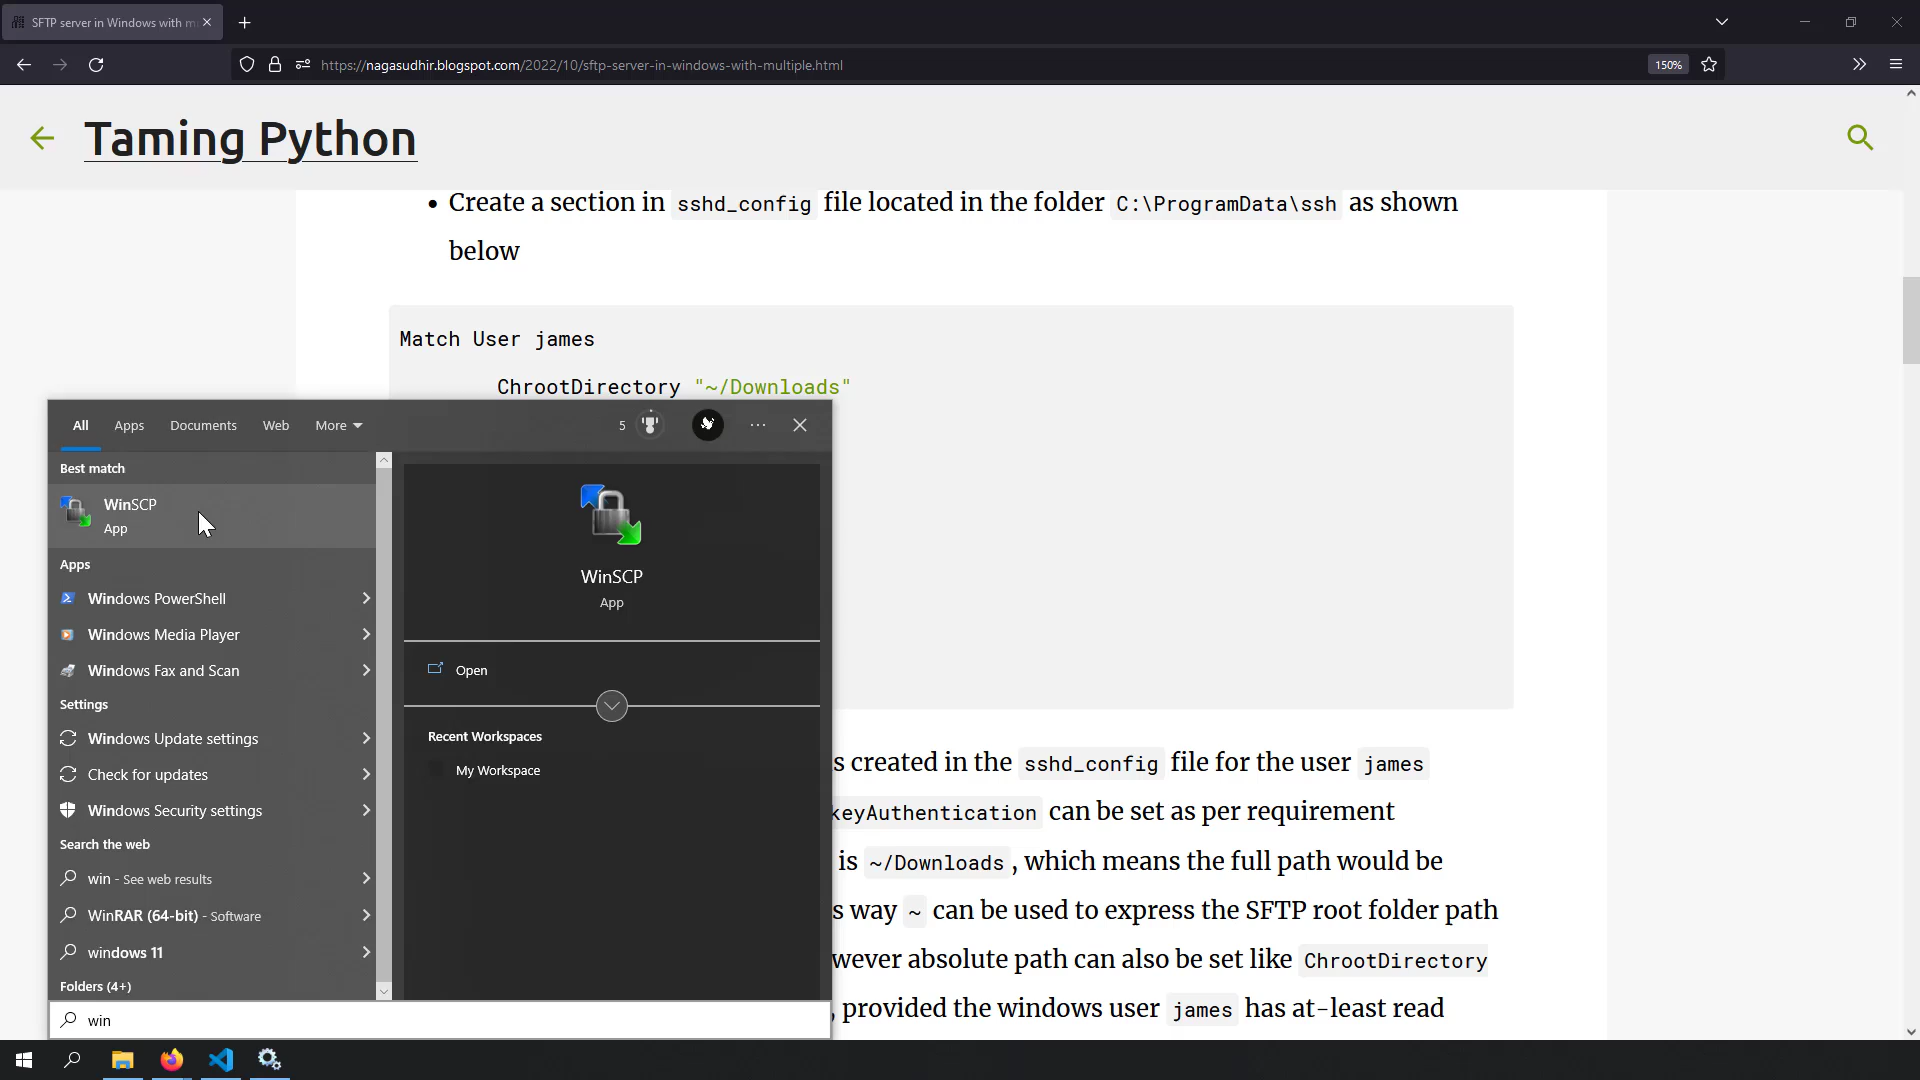 SFTP server in Windows with m
https://nagasudhir.blogspot.com/2022/10/sftp-server-in-windows-with-multiple.html
150%
Taming Python
Create a section in sshd_config file located in the folder C:\ProgramData\ssh as shown
below
Match User james
ChrootDirectory "~/Downloads"
All
Apps
Documents
Web
More
5
Best match
WinSCP
App
Apps
Windows PowerShell
Windows Media Player
Windows Fax and Scan
Settings
Windows Update settings
Check for updates
Windows Security settings
Search the web
win - See web results
WinRAR (64-bit) - Software
windows 11
Folders (4+)
win
WinSCP
App
Open
Recent Workspaces
My Workspace
s created in the sshd_config file for the user james
keyAuthentication can be set as per requirement
is ~/Downloads, which means the full path would be
s way ~ can be used to express the SFTP root folder path
wever absolute path can also be set like ChrootDirectory
, provided the windows user james has at-least read